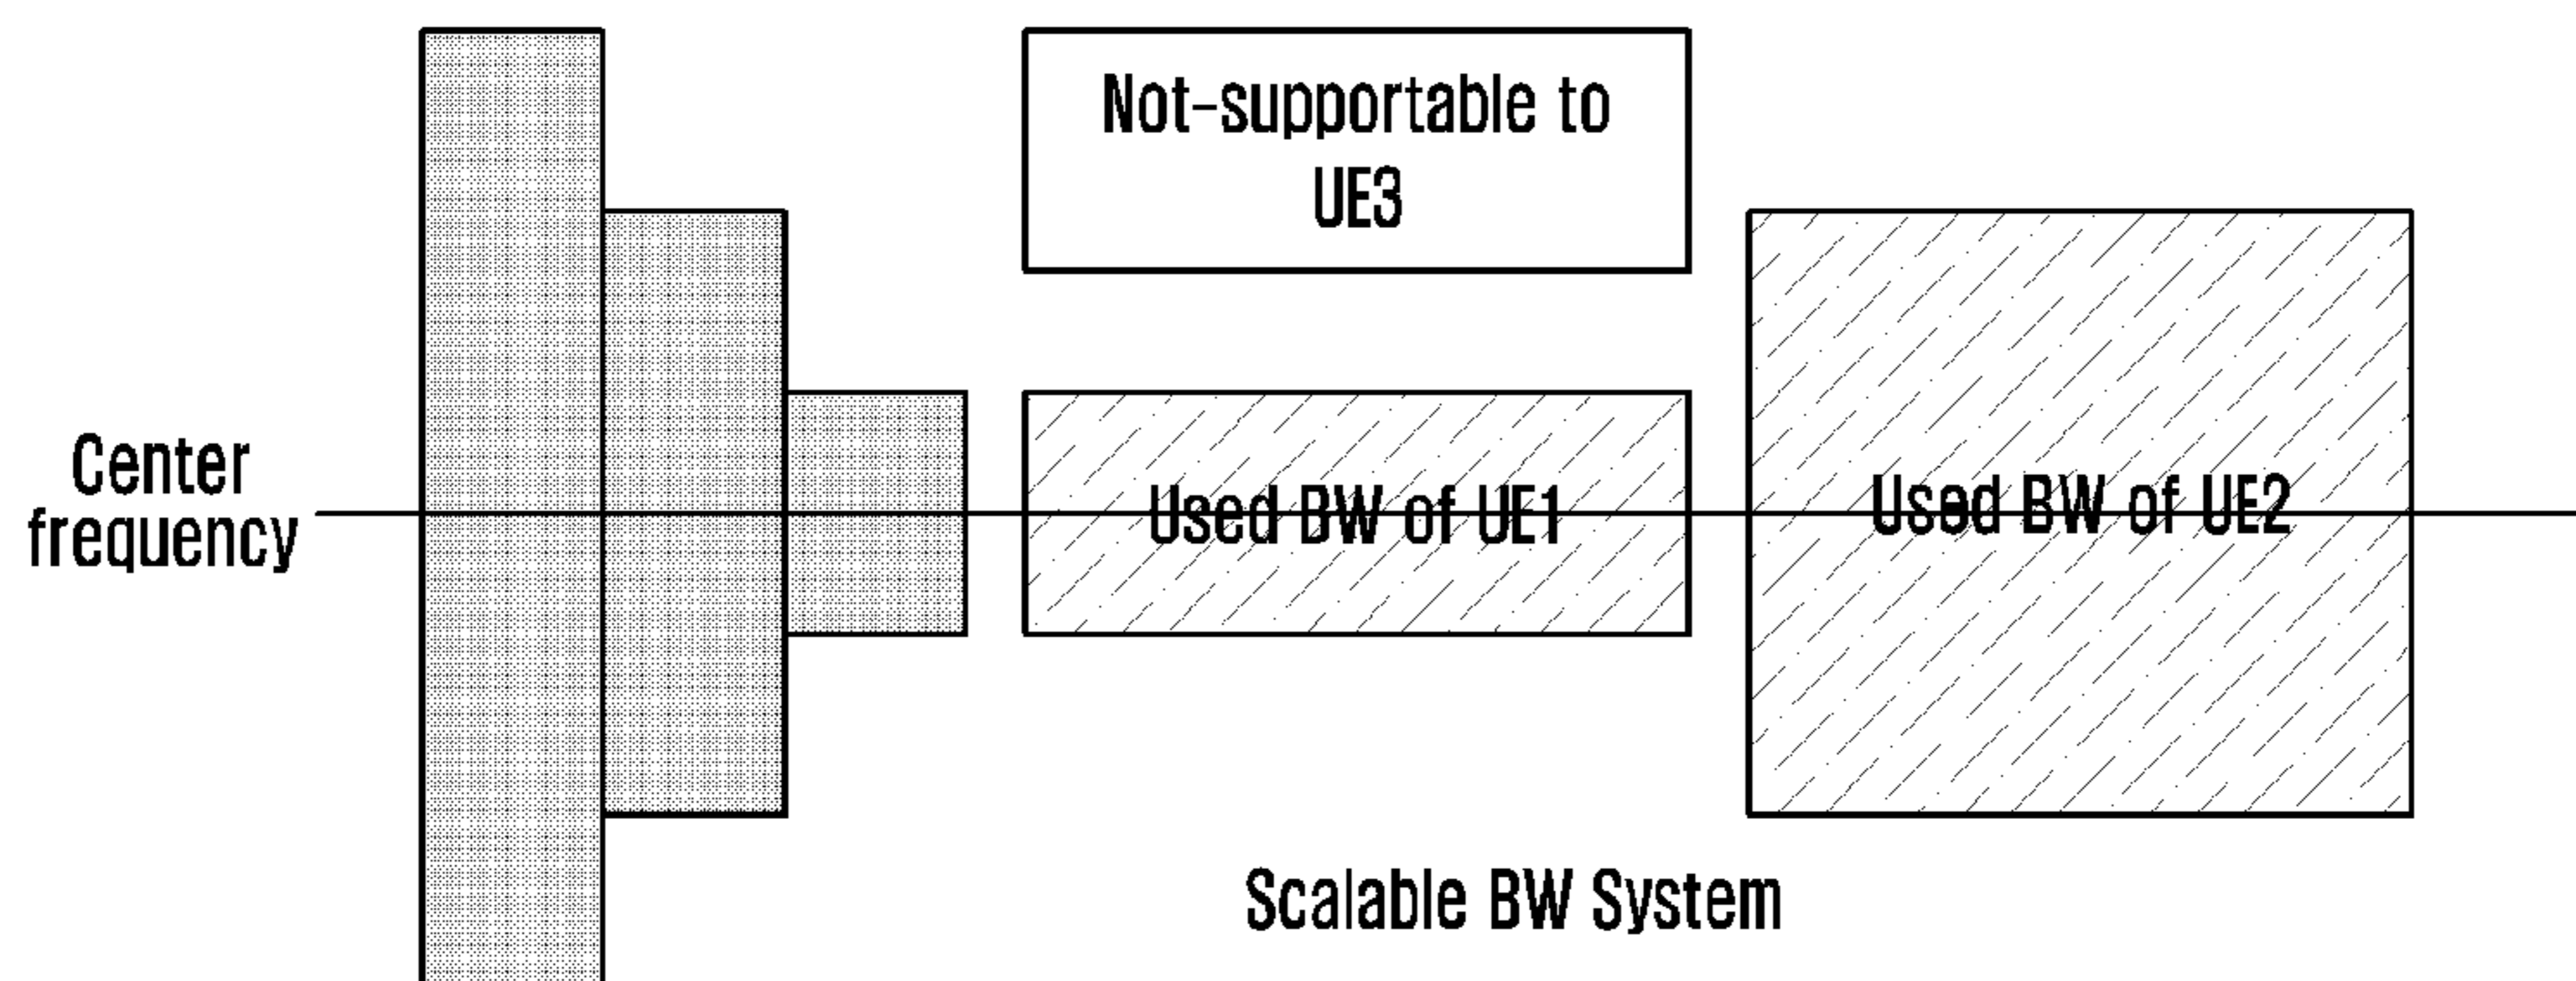 Not-supportable to
UE3
Center
frequency
Used BW of UE1
Used BW of UE2
Scalable BW System